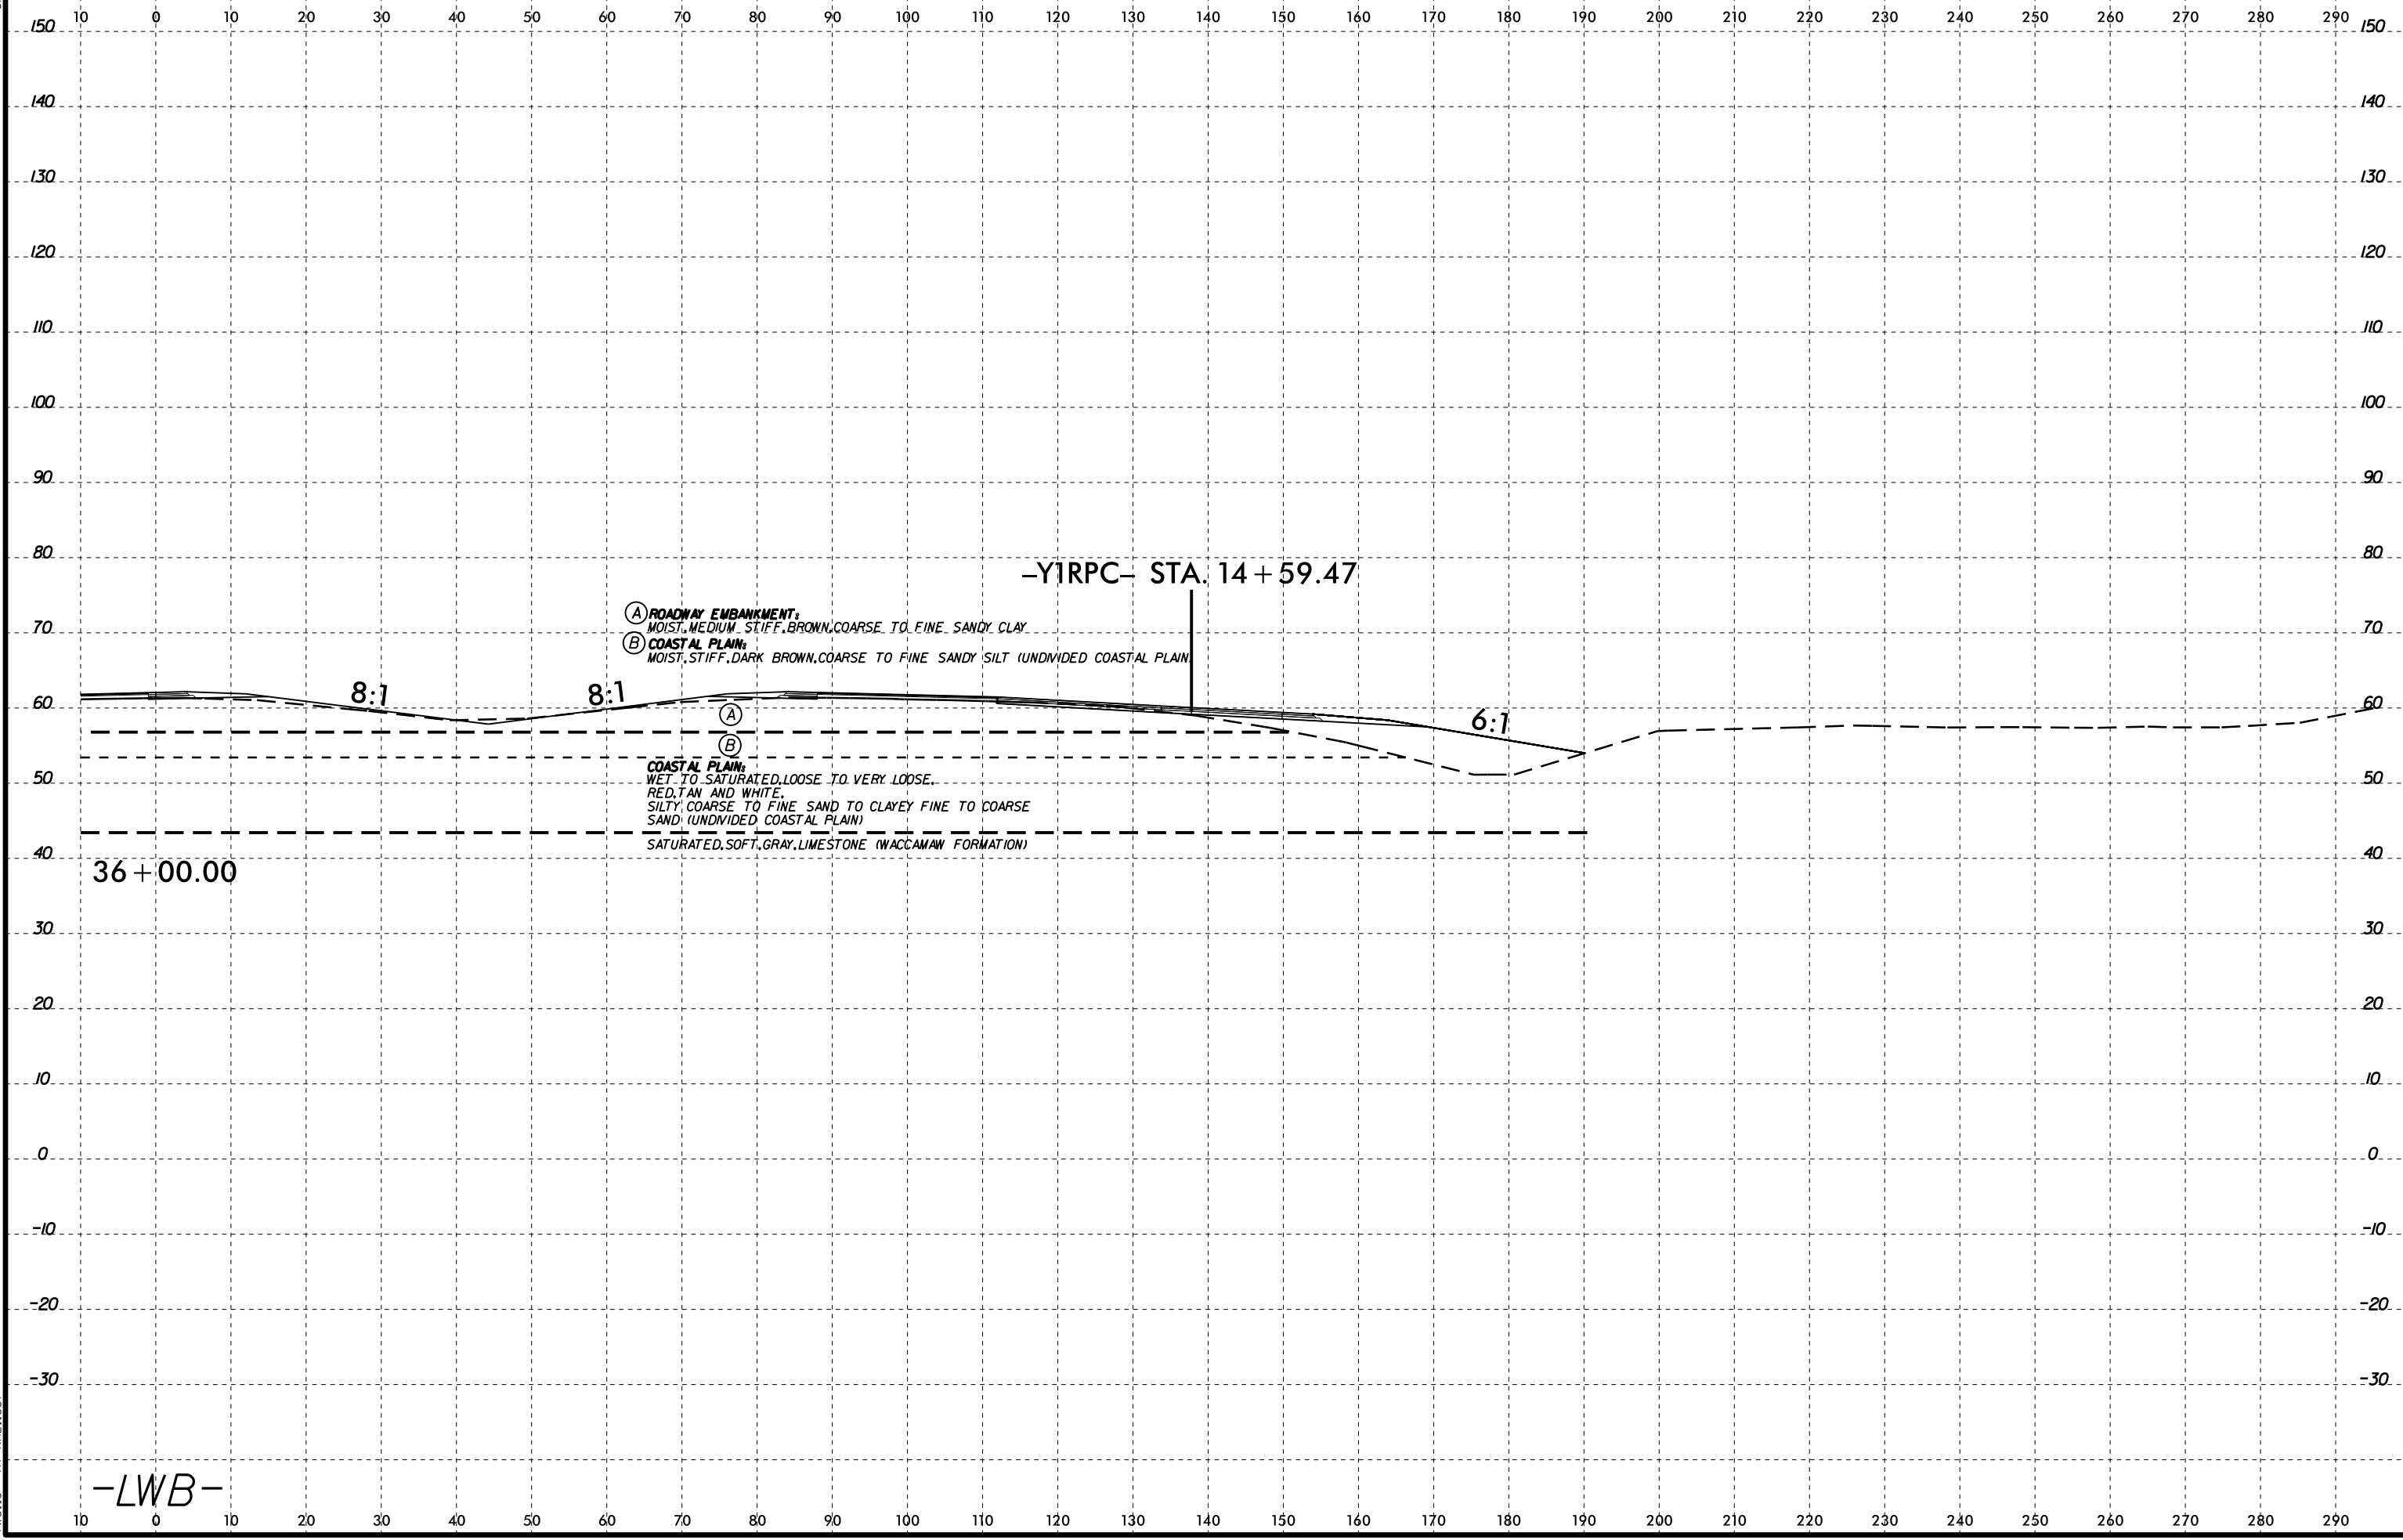 10 0 10 20 30 40 50 60 70 80 90 100 110 120 130 140 150 160 170 180 190 200 210 220 230 240 250 260 270 280 290
150 150
140 140
130 130
120 120
110 110
100 100
90 90
80 80
-Y1RPC- STA. 14+59.47
(A) ROADWAY EMBANKMENT:
MOIST, MEDIUM STIFF, BROWN, COARSE TO FINE SANDY CLAY
70 70
(B) COASTAL PLAIN:
MOIST, STIFF, DARK BROWN, COARSE TO FINE SANDY SILT (UNDIVIDED COASTAL PLAIN)
8:1 8:1
60 60
A
6:1
B
COASTAL PLAIN:
WET TO SATURATED, LOOSE TO VERY LOOSE,
50 50
RED, TAN AND WHITE,
SILTY COARSE TO FINE SAND TO CLAYEY FINE TO COARSE
SAND (UNDIVIDED COASTAL PLAIN)
SATURATED, SOFT, GRAY, LIMESTONE (WACCAMAW FORMATION)
40 40
36+00.00
30 30
20 20
10 10
0 0
-10 -10
-20 -20
-30 -30
-LWB-
10 0 10 20 30 40 50 60 70 80 90 100 110 120 130 140 150 160 170 180 190 200 210 220 230 240 250 260 270 280 290